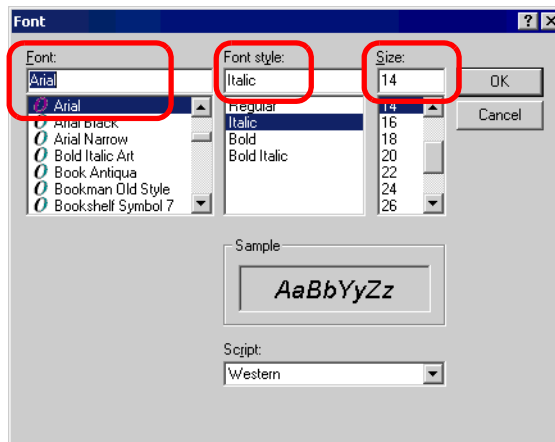 Font
Font:
Arial
Arial
Arial Black
Arial Narrow
Bold Italic Art
Book Antiqua
Bookman Old Style
Bookshelf Symbol 7
Font style:
Italic
Regular
Italic
Bold
Bold Italic
Size:
14
14
16
18
20
22
24
26
OK
Cancel
Sample
AaBbYyZz
Script:
Western